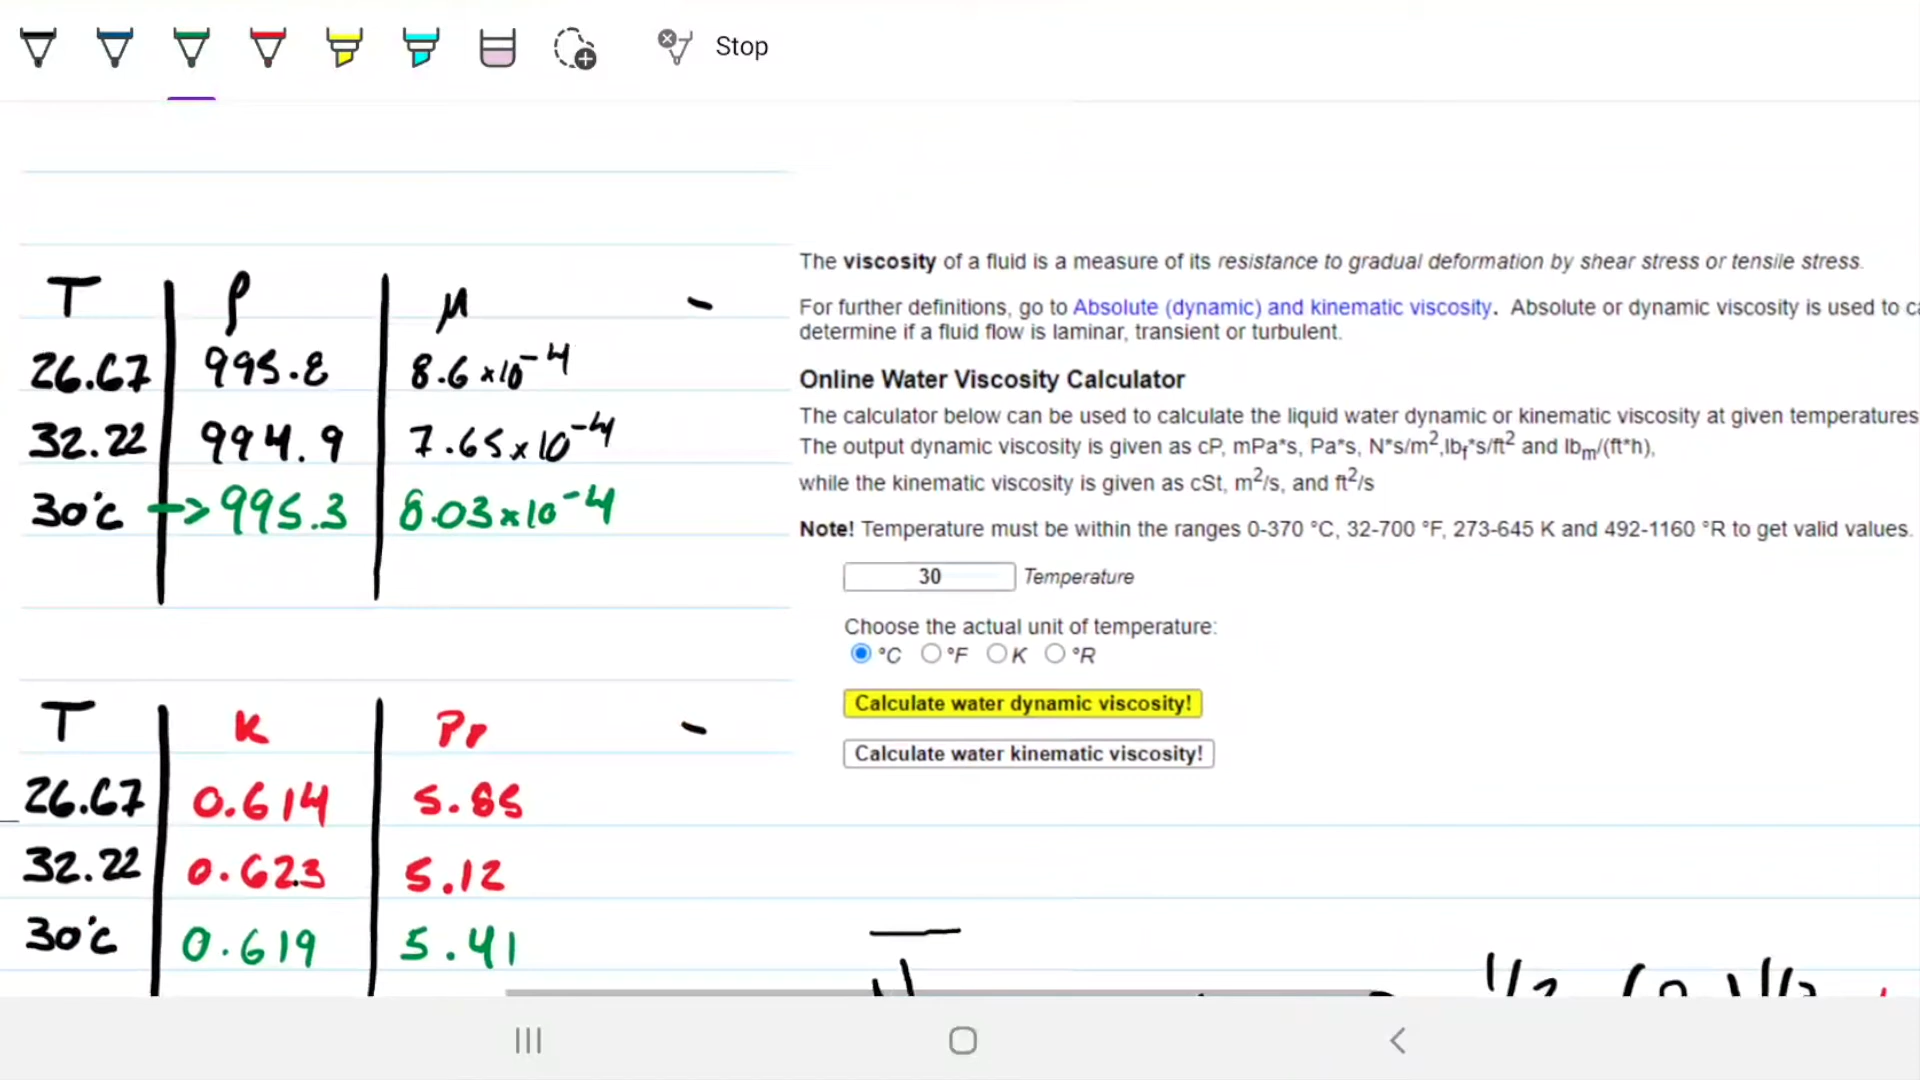 Stop
T ρ μ -
26.67 995.8 8.6×10⁻⁴
32.22 994.9 7.65×10⁻⁴
30°c → 995.3 8.03×10⁻⁴
T K Pr -
26.67 0.614 5.85
32.22 0.623 5.12
30°c 0.619 5.41
The viscosity of a fluid is a measure of its resistance to gradual deformation by shear stress or tensile stress.
For further definitions, go to Absolute (dynamic) and kinematic viscosity. Absolute or dynamic viscosity is used to
determine if a fluid flow is laminar, transient or turbulent.
Online Water Viscosity Calculator
The calculator below can be used to calculate the liquid water dynamic or kinematic viscosity at given temperatures
The output dynamic viscosity is given as cP, mPa*s, Pa*s, N*s/m²,lbf*s/ft² and lbm/(ft*h),
while the kinematic viscosity is given as cSt, m²/s, and ft²/s
Note! Temperature must be within the ranges 0-370 °C, 32-700 °F, 273-645 K and 492-1160 °R to get valid values.
30 Temperature
Choose the actual unit of temperature:
°C °F K °R
Calculate water dynamic viscosity!
Calculate water kinematic viscosity!